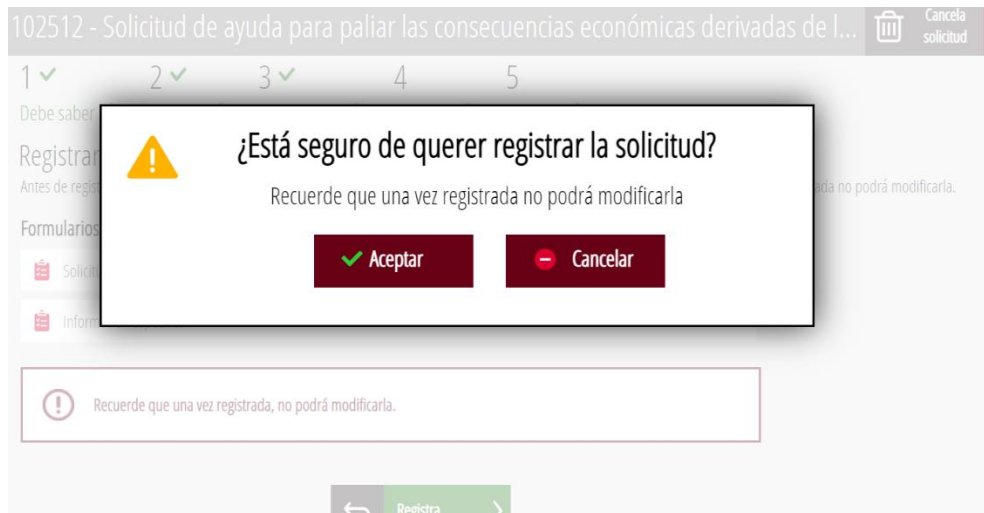 102512 - Solicitud de ayuda para paliar las consecuencias económicas derivadas de l...
Cancela
solicitud
1 2 3 4 5
Debe saber
¿Está seguro de querer registrar la solicitud?
Recuerde que una vez registrada no podrá modificarla
Aceptar Cancelar
Registrar
Antes de regist ada no podrá modificarla.
Formularios
Solicit
Inform
Recuerde que una vez registrada, no podrá modificarla.
Registra